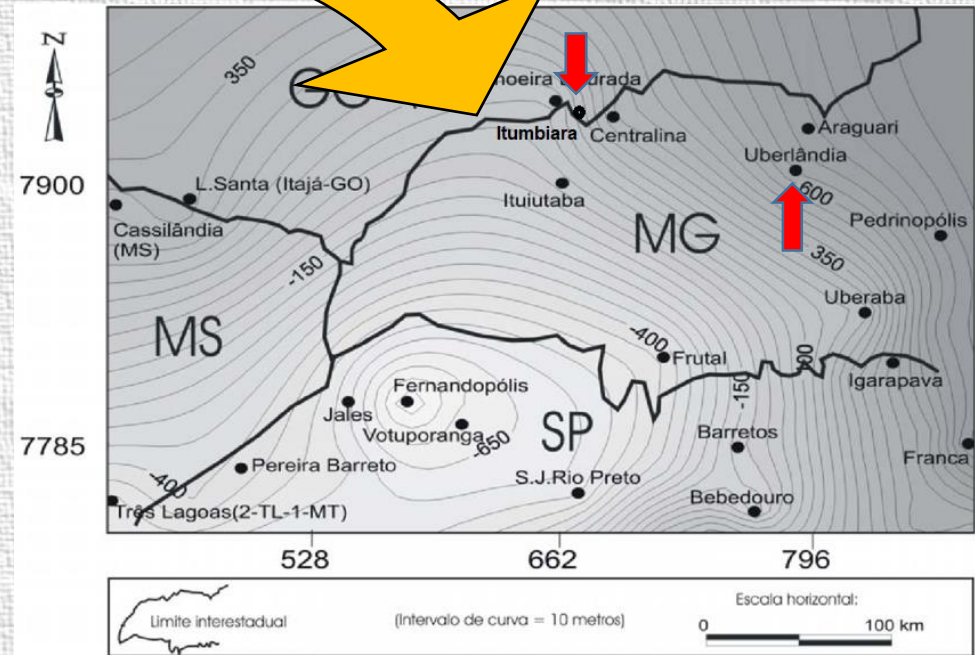 N
350
GO
noeira Dourada
Itumbiara
Centralina
Araguari
Uberlândia
7900
L.Santa (Itajá-GO)
Ituiutaba
600
Cassilândia
(MS)
MG
Pedrinopólis
-150
350
Uberaba
MS
-400
Frutal
100
-150
Igarapava
Fernandopólis
Jales
Votuporanga
-650
SP
Barretos
7785
Franca
Pereira Barreto
-400
S.J.Rio Preto
Bebedouro
Três Lagoas(2-TL-1-MT)
528
662
796
Limite interestadual
(Intervalo de curva = 10 metros)
Escala horizontal:
0
100 km